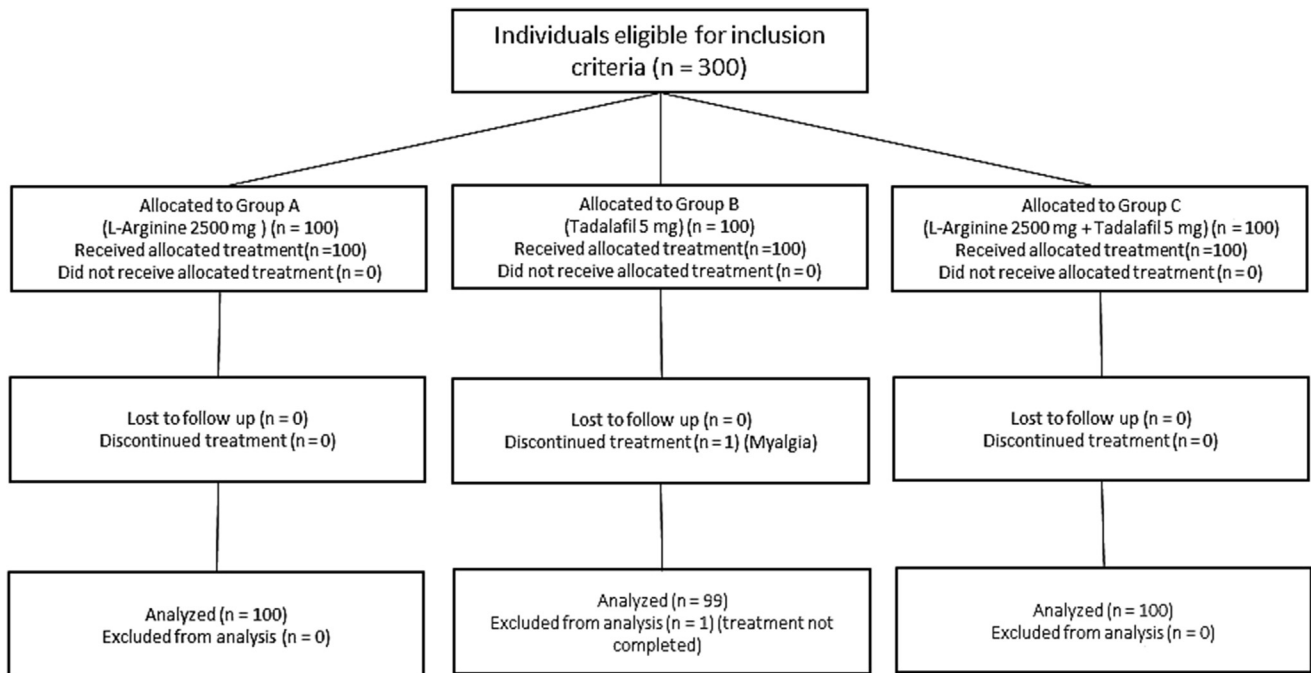 Individuals eligible for inclusion
criteria (n = 300)
Allocated to Group A
(L-Arginine 2500 mg ) (n = 100)
Received allocated treatment(n =100)
Did not receive allocated treatment (n = 0)
Allocated to Group B
(Tadalafil 5 mg) (n = 100)
Received allocated treatment (n=100)
Did not receive allocated treatment (n = 0)
Allocated to Group C
(L-Arginine 2500 mg + Tadalafil 5 mg) (n = 100)
Received allocated treatment (n=100)
Did not receive allocated treatment (n = 0)
Lost to follow up (n = 0)
Discontinued treatment (n = 0)
Lost to follow up (n = 0)
Discontinued treatment (n = 1) (Myalgia)
Lost to follow up (n = 0)
Discontinued treatment (n = 0)
Analyzed (n = 100)
Excluded from analysis (n = 0)
Analyzed (n = 99)
Excluded from analysis (n = 1) (treatment not
completed)
Analyzed (n = 100)
Excluded from analysis (n = 0)